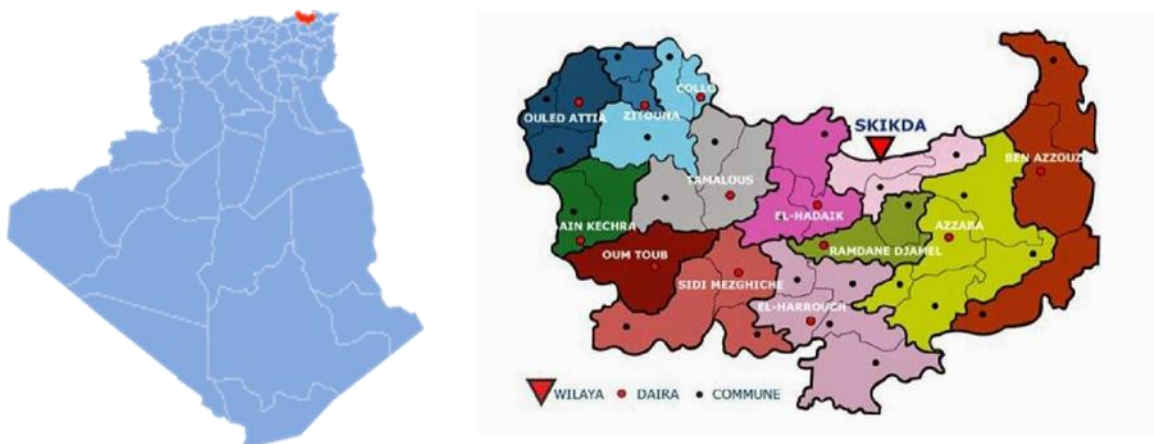 COLLO
OULED ATTIA
ZITOUNA
SKIKDA
BEN AZZOUZ
TAMALOUS
EL-HADAIK
AIN KECHRA
AZZABA
RAMDANE DJAMEL
OUM TOUB
SIDI MEZGHICHE
EL-HARROUCH
WILAYA DAIRA COMMUNE